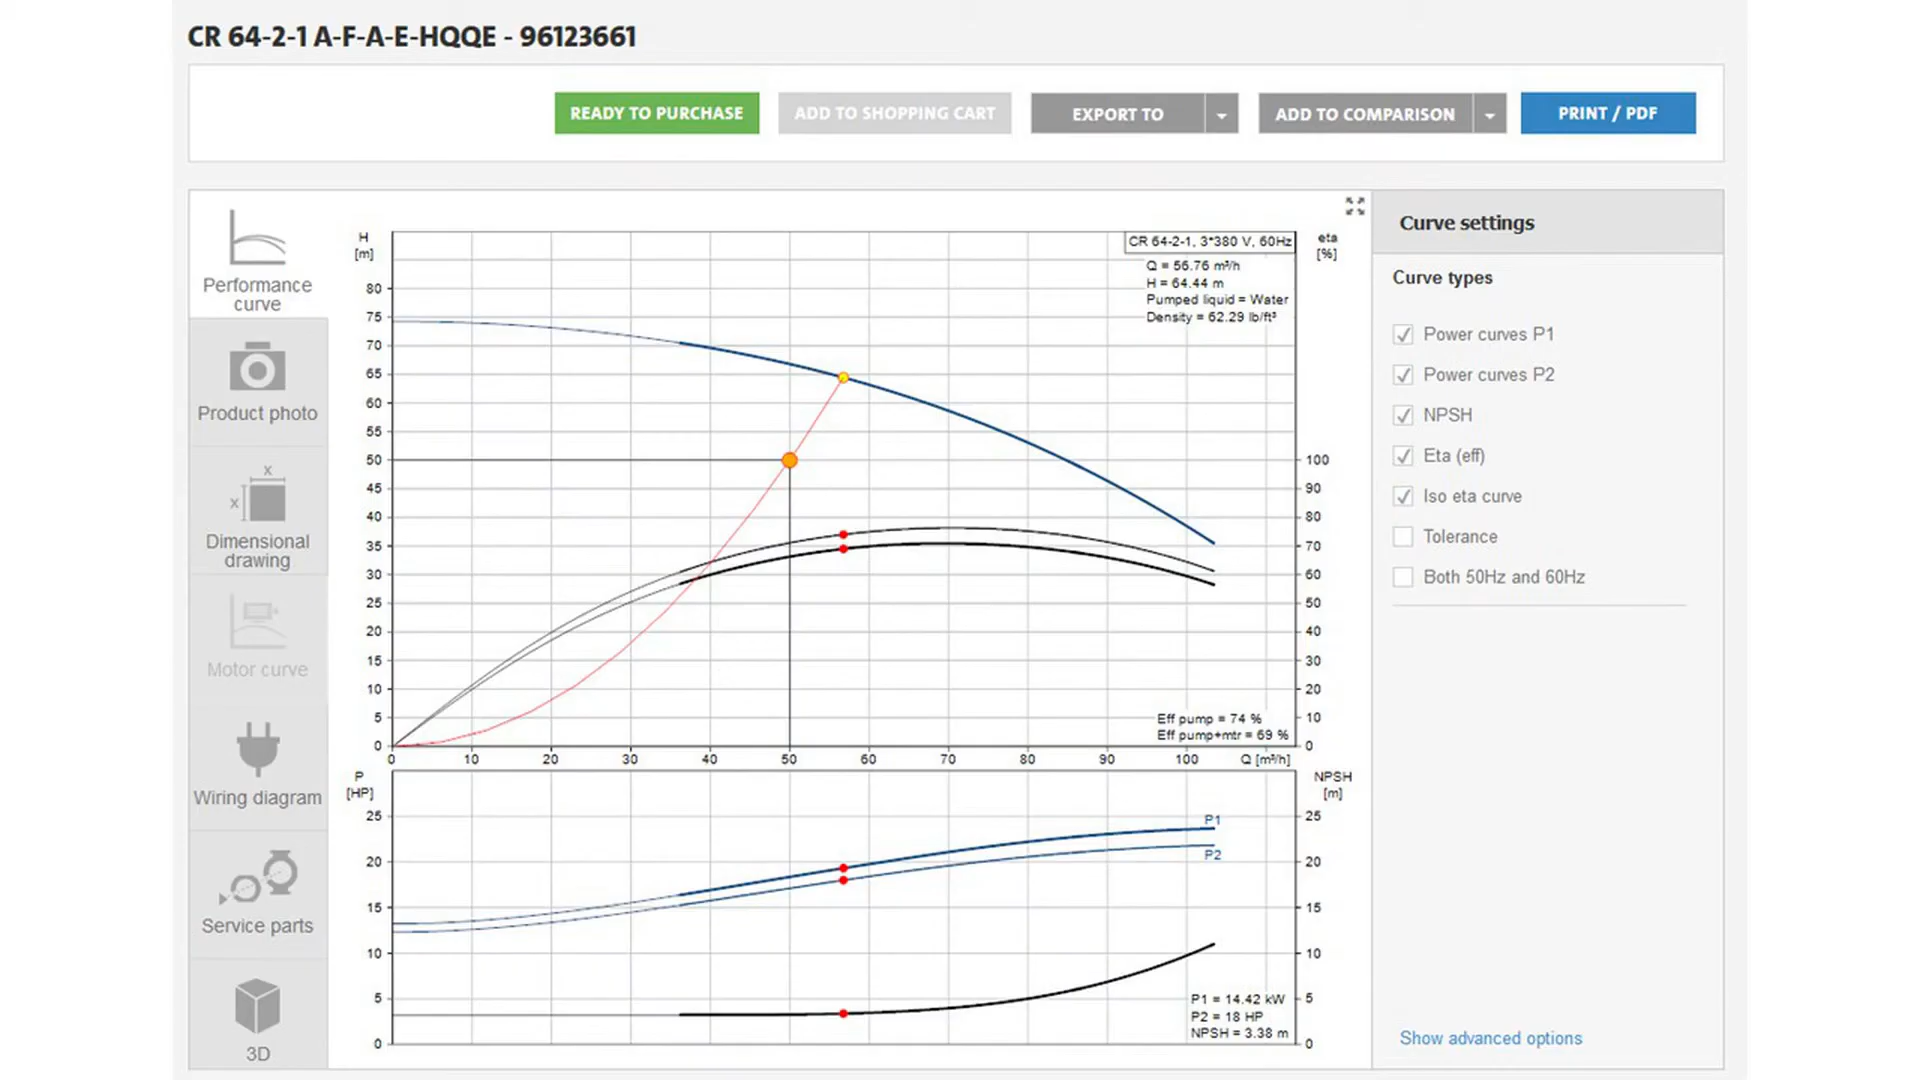 CR 64-2-1 A-F-A-E-HQQE - 96123661
READY TO PURCHASE
ADD TO SHOPPING CART
EXPORT TO
ADD TO COMPARISON
PRINT / PDF
Performance
curve
Product photo
x
x
Dimensional
drawing
Motor curve
Wiring diagram
Service parts
3D
H
[m]
CR 64-2-1, 3*380 V, 60Hz
Q = 56.76 m³/h
H = 64.44 m
Pumped liquid = Water
Density = 62.29 lb/ft³
eta
[%]
80
75
70
65
60
55
50
45
40
35
30
25
20
15
10
5
0
100
90
80
70
60
50
40
30
20
10
0
Eff pump = 74 %
Eff pump+mtr = 69 %
0 10 20 30 40 50 60 70 80 90 100 Q [m³/h]
P
[HP]
NPSH
[m]
25
20
15
10
5
0
P1
P2
25
20
15
10
5
0
P1 = 14.42 kW
P2 = 18 HP
NPSH = 3.38 m
Curve settings
Curve types
Power curves P1
Power curves P2
NPSH
Eta (eff)
Iso eta curve
Tolerance
Both 50Hz and 60Hz
Show advanced options